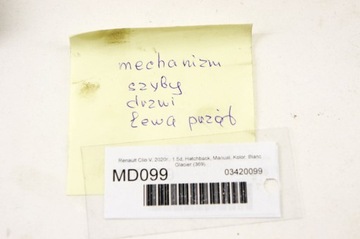 mechanizm
szyby
drzwi
Lewa przód
Renault Clio V, 2020r., 1.5d, Hatchback, Manual, Kolor: Blanc
Glacier (369),
MD099
03420099